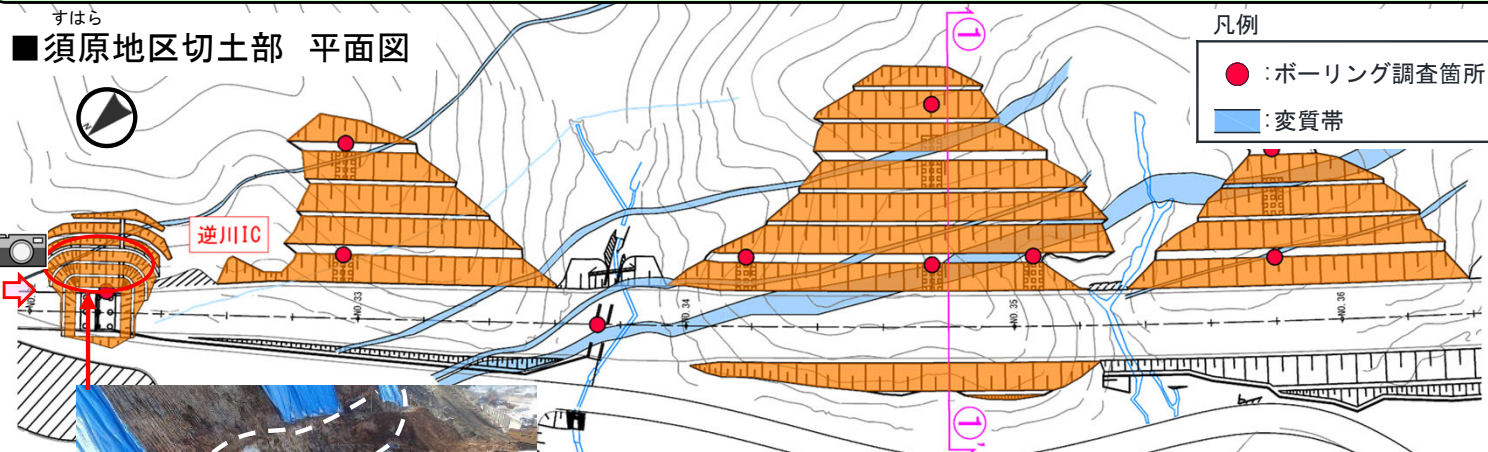 すはら
■須原地区切土部 平面図
凡例
:ボーリング調査箇所
:変質帯
①
逆川IC
NO.33
NO.34
NO.35
NO.36
①'